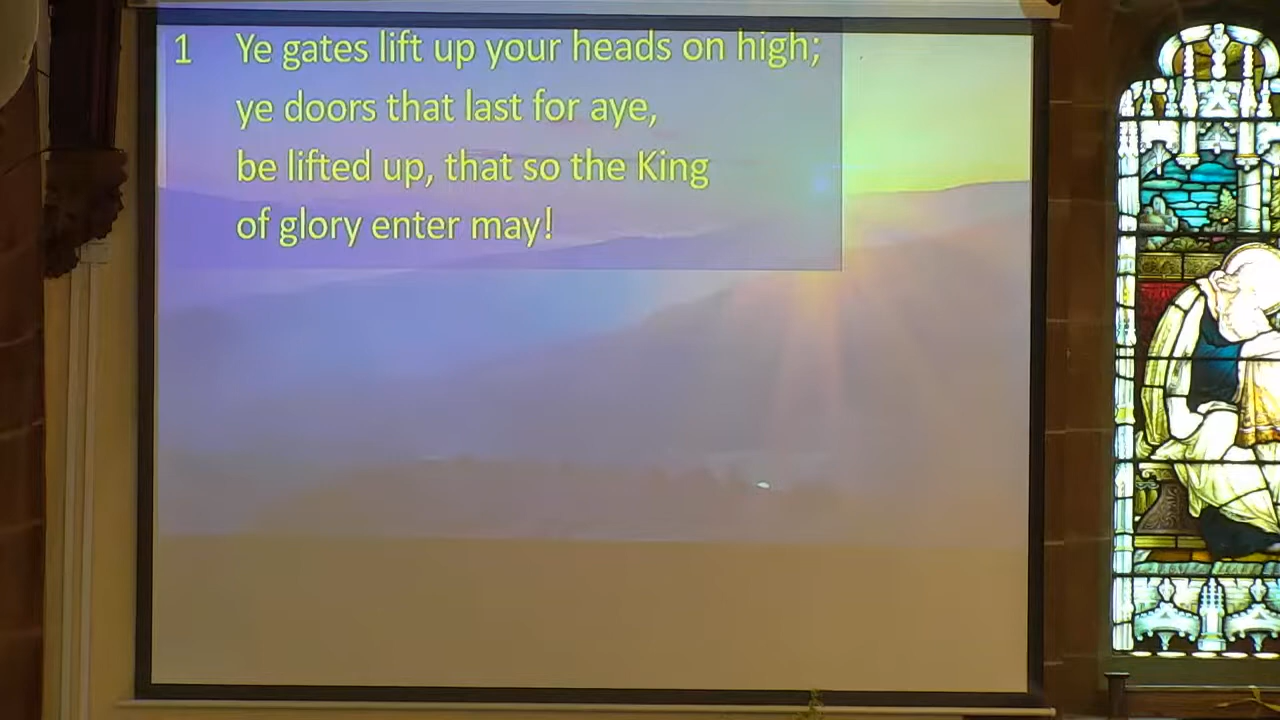 1 Ye gates lift up your heads on high;
ye doors that last for aye,
be lifted up, that so the King
of glory enter may!